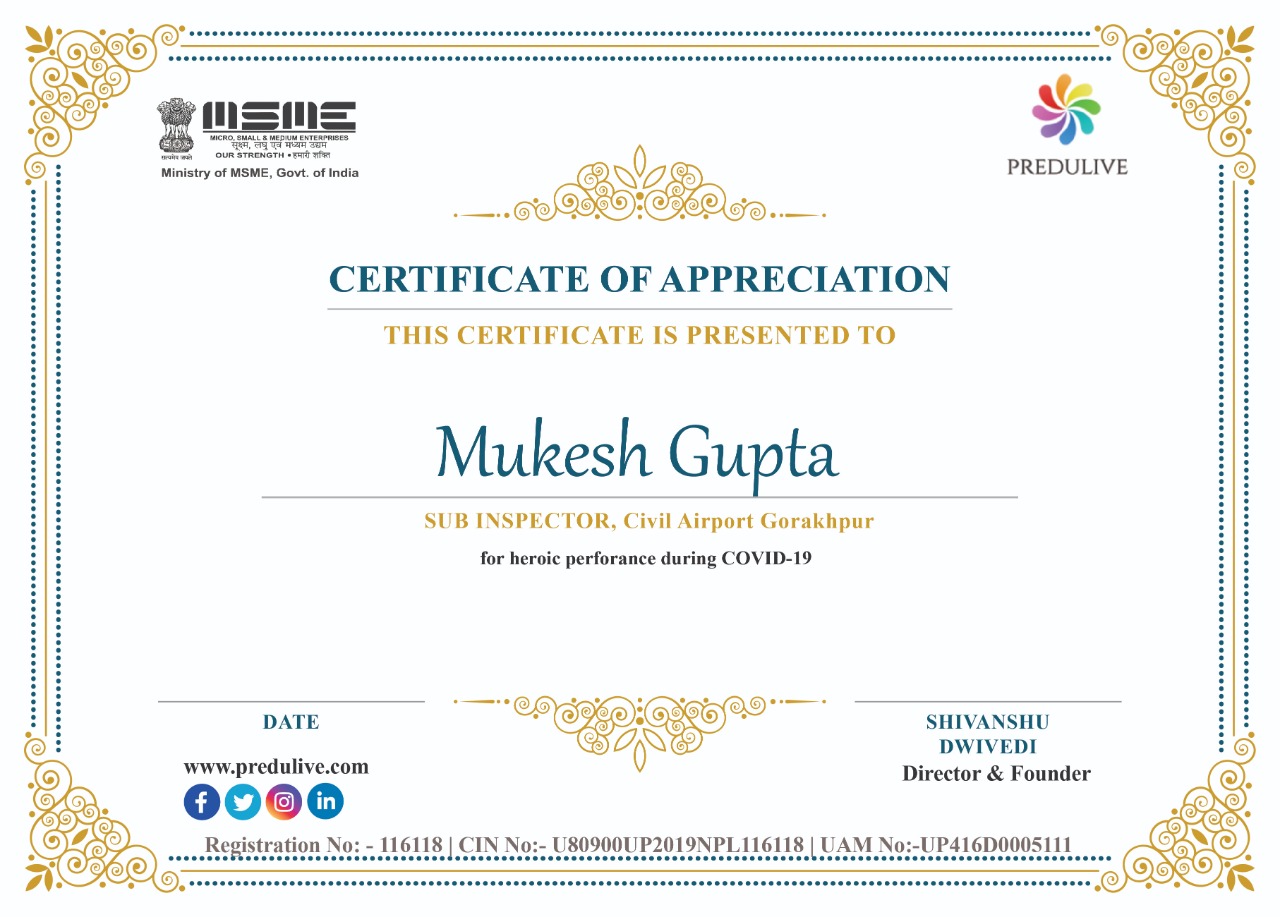 MSME
MICRO, SMALL & MEDIUM ENTERPRISES
सूक्ष्म, लघु एवं मध्यम उद्यम
OUR STRENGTH • हमारी शक्ति
सत्यमेव जयते
Ministry of MSME, Govt. of India
PREDULIVE
CERTIFICATE OF APPRECIATION
THIS CERTIFICATE IS PRESENTED TO
Mukesh Gupta
SUB INSPECTOR, Civil Airport Gorakhpur
for heroic perforance during COVID-19
DATE
SHIVANSHU
DWIVEDI
Director & Founder
www.predulive.com
Registration No: - 116118 | CIN No:- U80900UP2019NPL116118 | UAM No:-UP416D0005111